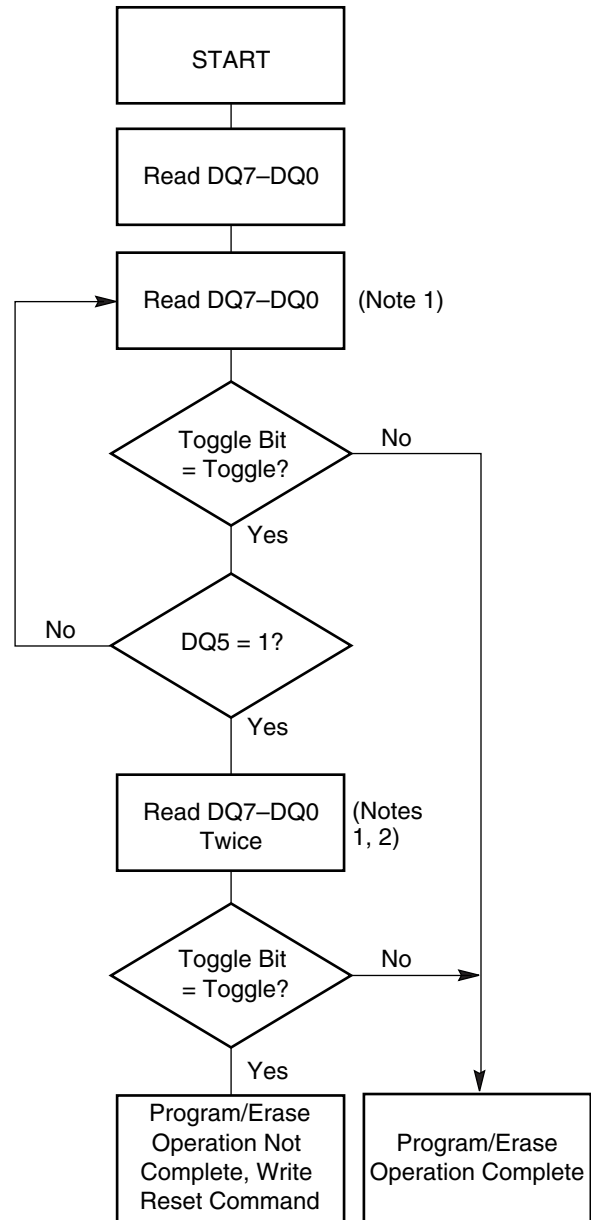 START
Read DQ7–DQ0
Read DQ7–DQ0
(Note 1)
Toggle Bit
= Toggle?
No
Yes
No
DQ5 = 1?
Yes
Read DQ7–DQ0
Twice
(Notes
1, 2)
Toggle Bit
= Toggle?
No
Yes
Program/Erase
Operation Not
Complete, Write
Reset Command
Program/Erase
Operation Complete